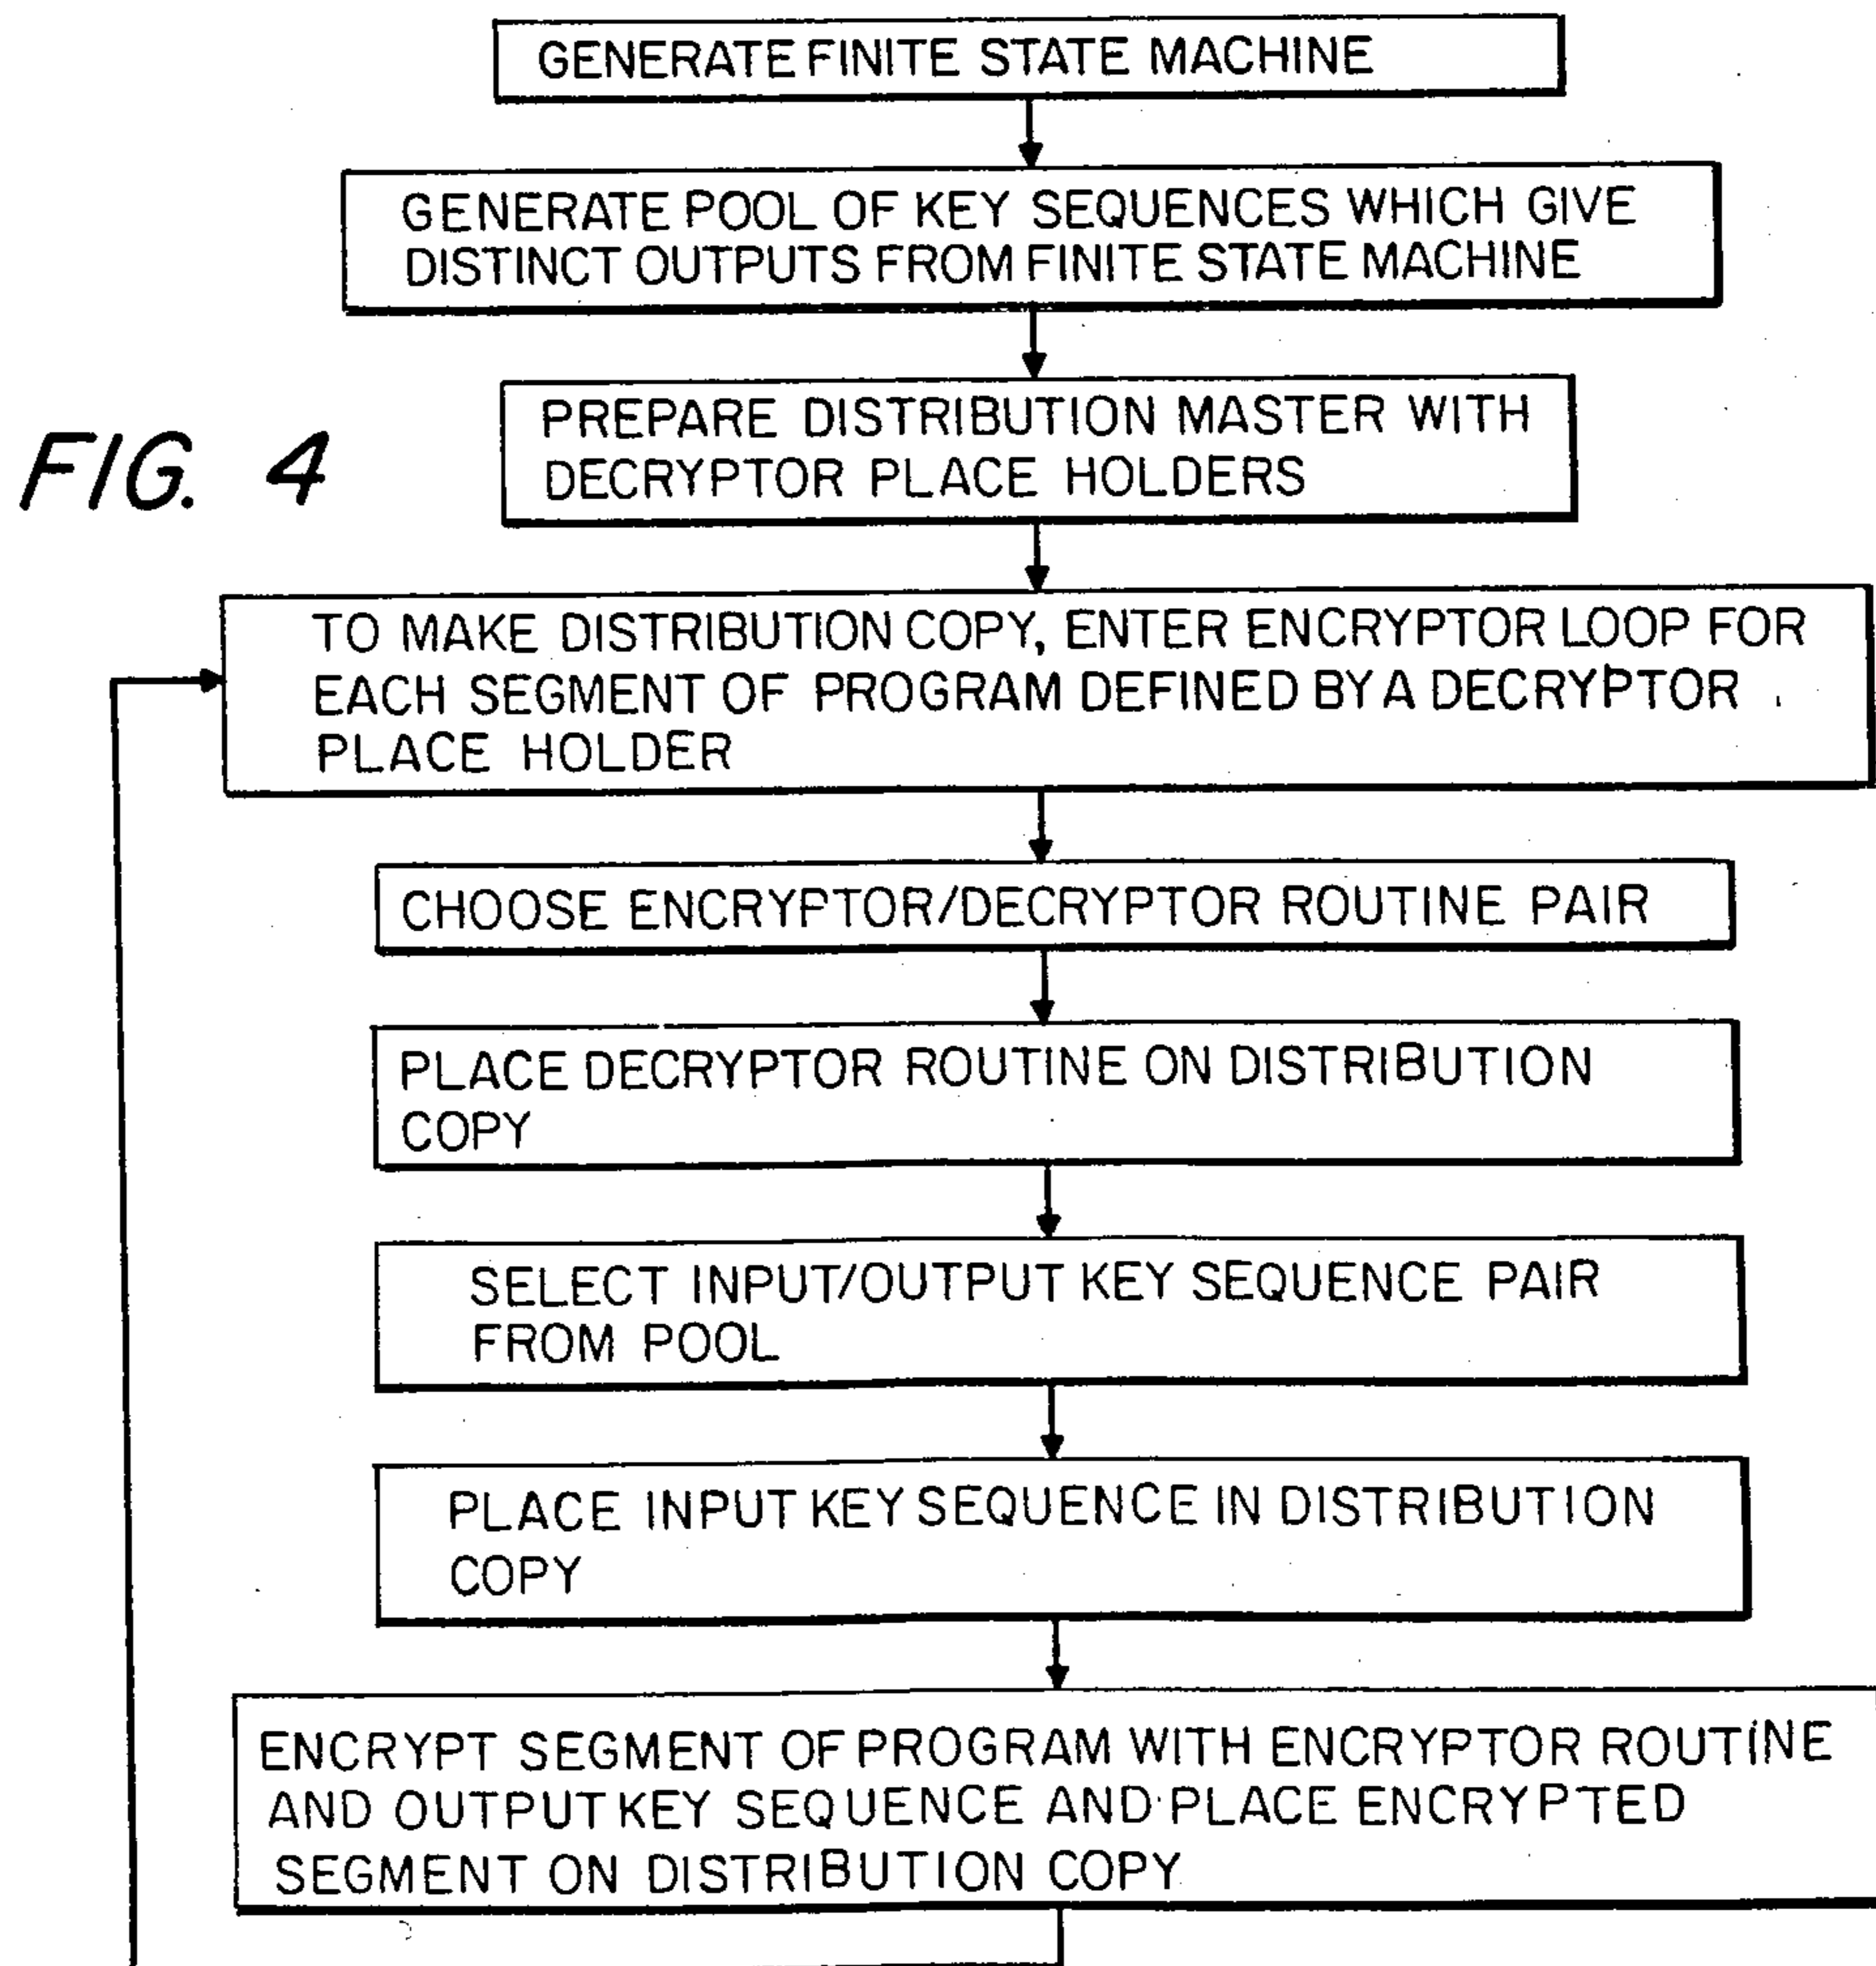 GENERATE FINITE STATE MACHINE
GENERATE POOL OF KEY SEQUENCES WHICH GIVE
DISTINCT OUTPUTS FROM FINITE STATE MACHINE
PREPARE DISTRIBUTION MASTER WITH
DECRYPTOR PLACE HOLDERS
FIG. 4
TO MAKE DISTRIBUTION COPY, ENTER ENCRYPTOR LOOP FOR
EACH SEGMENT OF PROGRAM DEFINED BY A DECRYPTOR
PLACE HOLDER
CHOOSE ENCRYPTOR/DECRYPTOR ROUTINE PAIR
PLACE DECRYPTOR ROUTINE ON DISTRIBUTION
COPY
SELECT INPUT/OUTPUT KEY SEQUENCE PAIR
FROM POOL
PLACE INPUT KEY SEQUENCE IN DISTRIBUTION
COPY
ENCRYPT SEGMENT OF PROGRAM WITH ENCRYPTOR ROUTINE
AND OUTPUT KEY SEQUENCE AND PLACE ENCRYPTED
SEGMENT ON DISTRIBUTION COPY